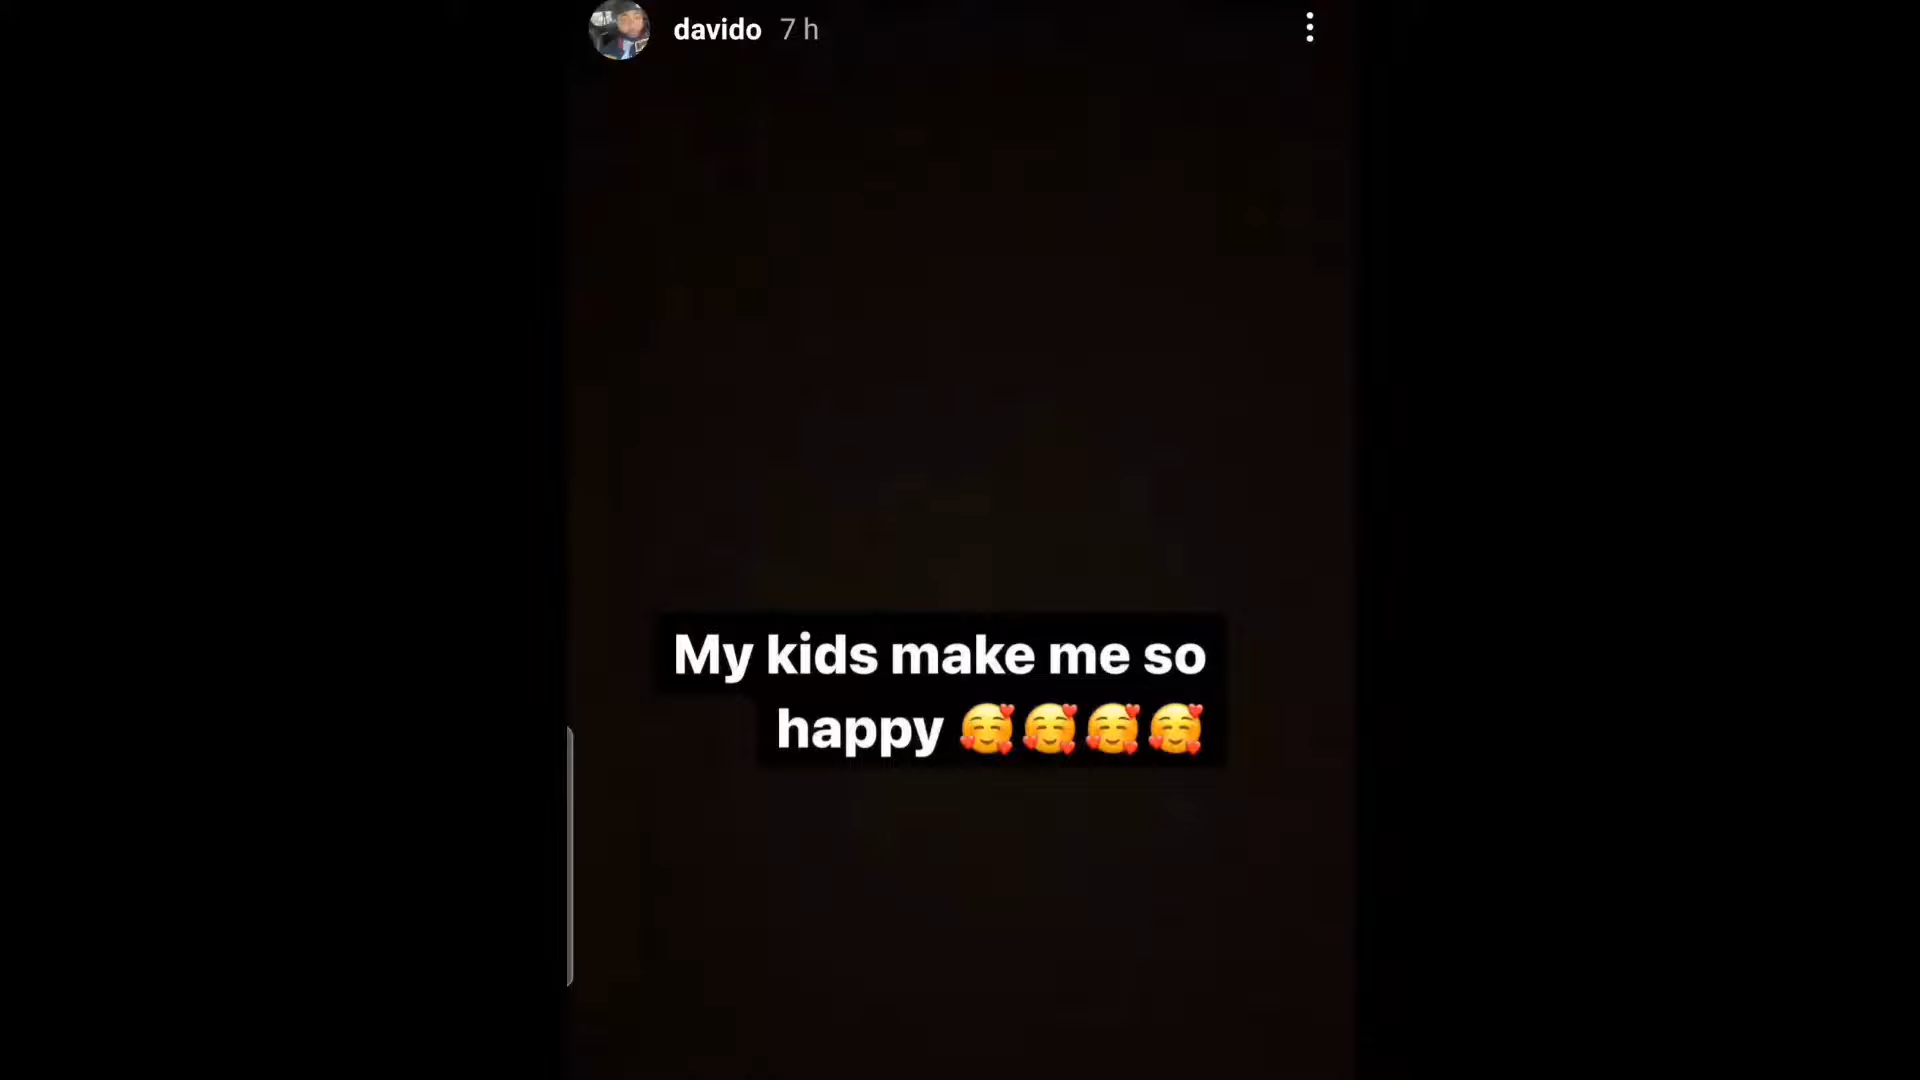 davido 7 h
My kids make me so
happy 🥰🥰🥰🥰